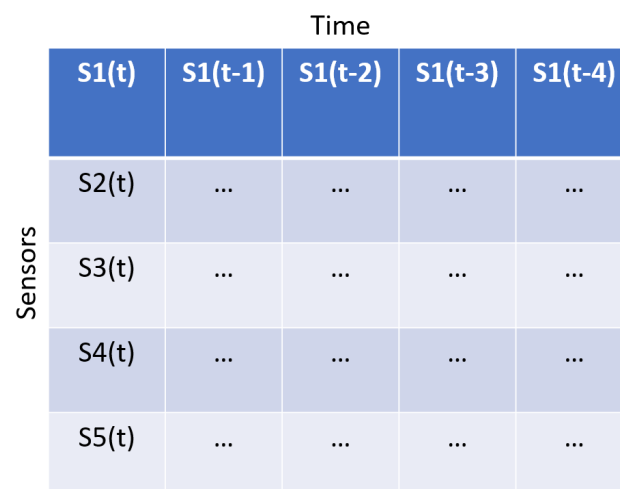 Time
S1(t) S1(t-1) S1(t-2) S1(t-3) S1(t-4)
S2(t) ... ... ... ...
S3(t) ... ... ... ...
S4(t) ... ... ... ...
S5(t) ... ... ... ...
Sensors